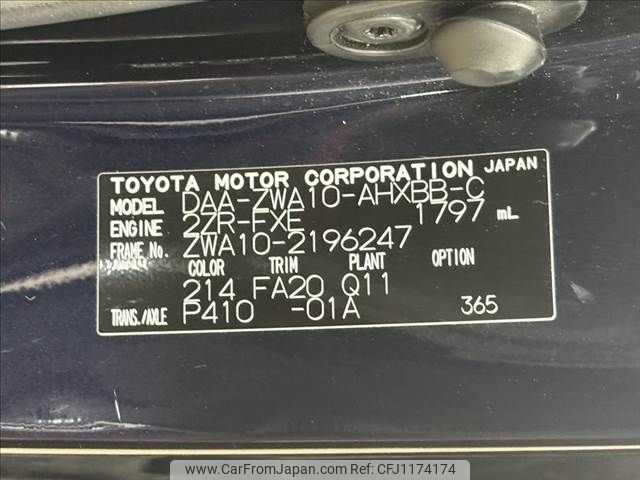 TOYOTA MOTOR CORPORATION JAPAN
MODEL DAA-ZWA10-AHXBB-C
ENGINE 2ZR-FXE 1797 mL
FRAME No. ZWA10-2196247
COLOR TRIM PLANT OPTION
214 FA20 Q11
TRANS./AXLE P410 -01A 365
www.CarFromJapan.com - CFJ1174174